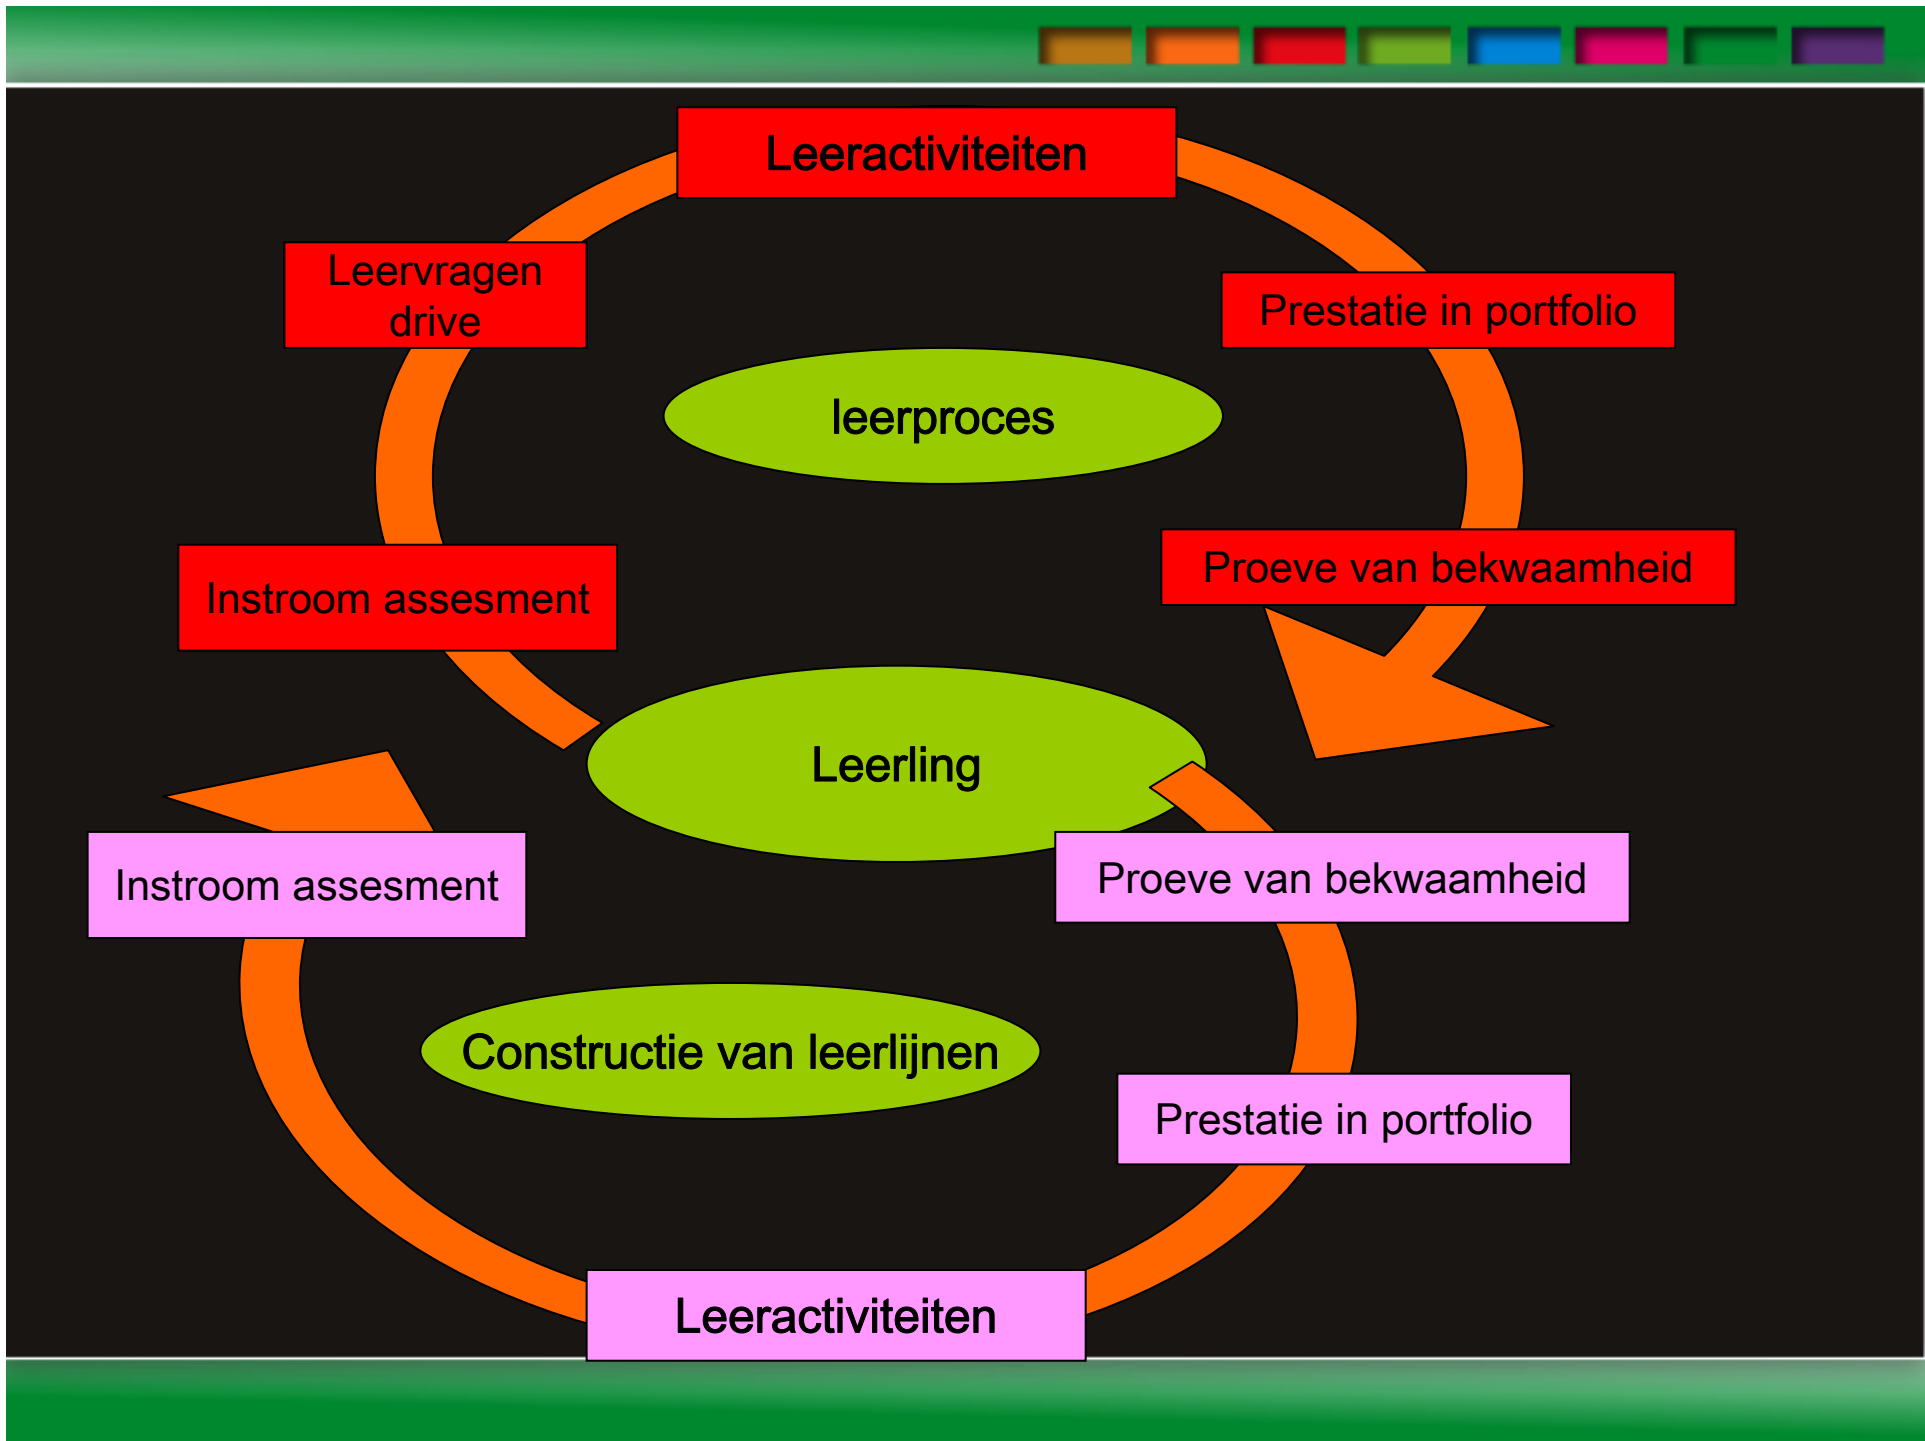 Leeractiviteiten
Leervragen
drive
Prestatie in portfolio
leerproces
Instroom assesment
Proeve van bekwaamheid
Leerling
Instroom assesment
Proeve van bekwaamheid
Constructie van leerlijnen
Prestatie in portfolio
Leeractiviteiten